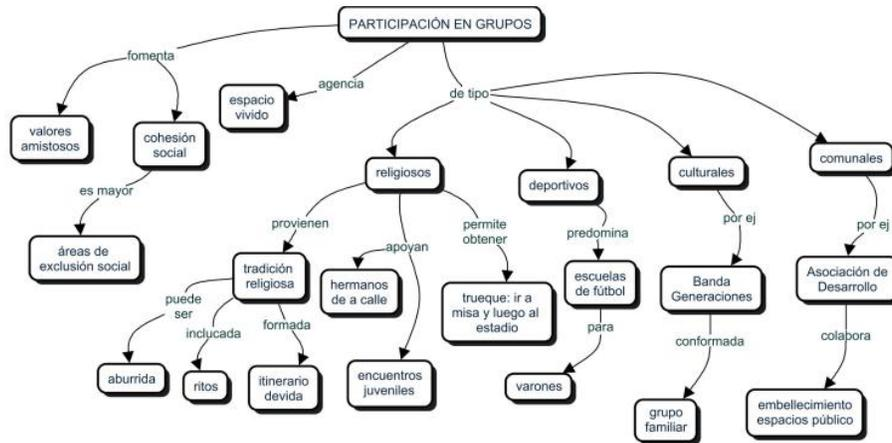 PARTICIPACIÓN EN GRUPOS
fomenta
agencia
de tipo
valores
amistosos
cohesión
social
espacio
vivido
religiosos
deportivos
culturales
comunales
es mayor
provienen
apoyan
permite
obtener
predomina
por ej
por ej
áreas de
exclusión social
tradición
religiosa
hermanos
de a calle
trueque: ir a
misa y luego al
estadio
escuelas
de fútbol
Banda
Generaciones
Asociación de
Desarrollo
puede
ser
inclucada
formada
para
conformada
colabora
aburrida
ritos
itinerario
devida
encuentros
juveniles
varones
grupo
familiar
embellecimiento
espacios público